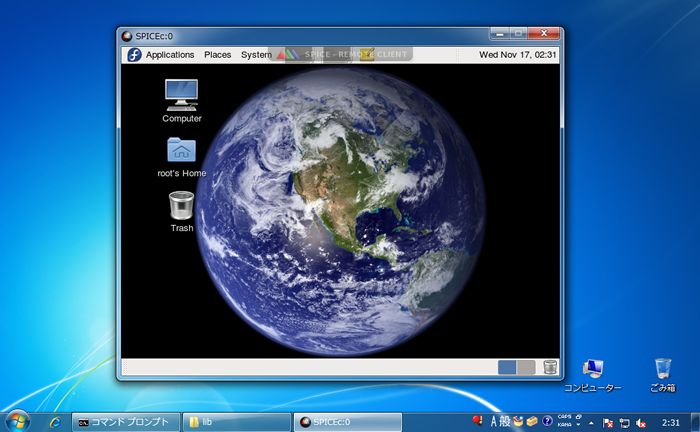 SPICEc:0
Applications Places System
SPICE - REMOTE CLIENT
Wed Nov 17, 02:31
Computer
root's Home
Trash
コンピューター
ごみ箱
コマンド プロンプト
lib
SPICEc:0
A 般
CAPS
KANA
2:31